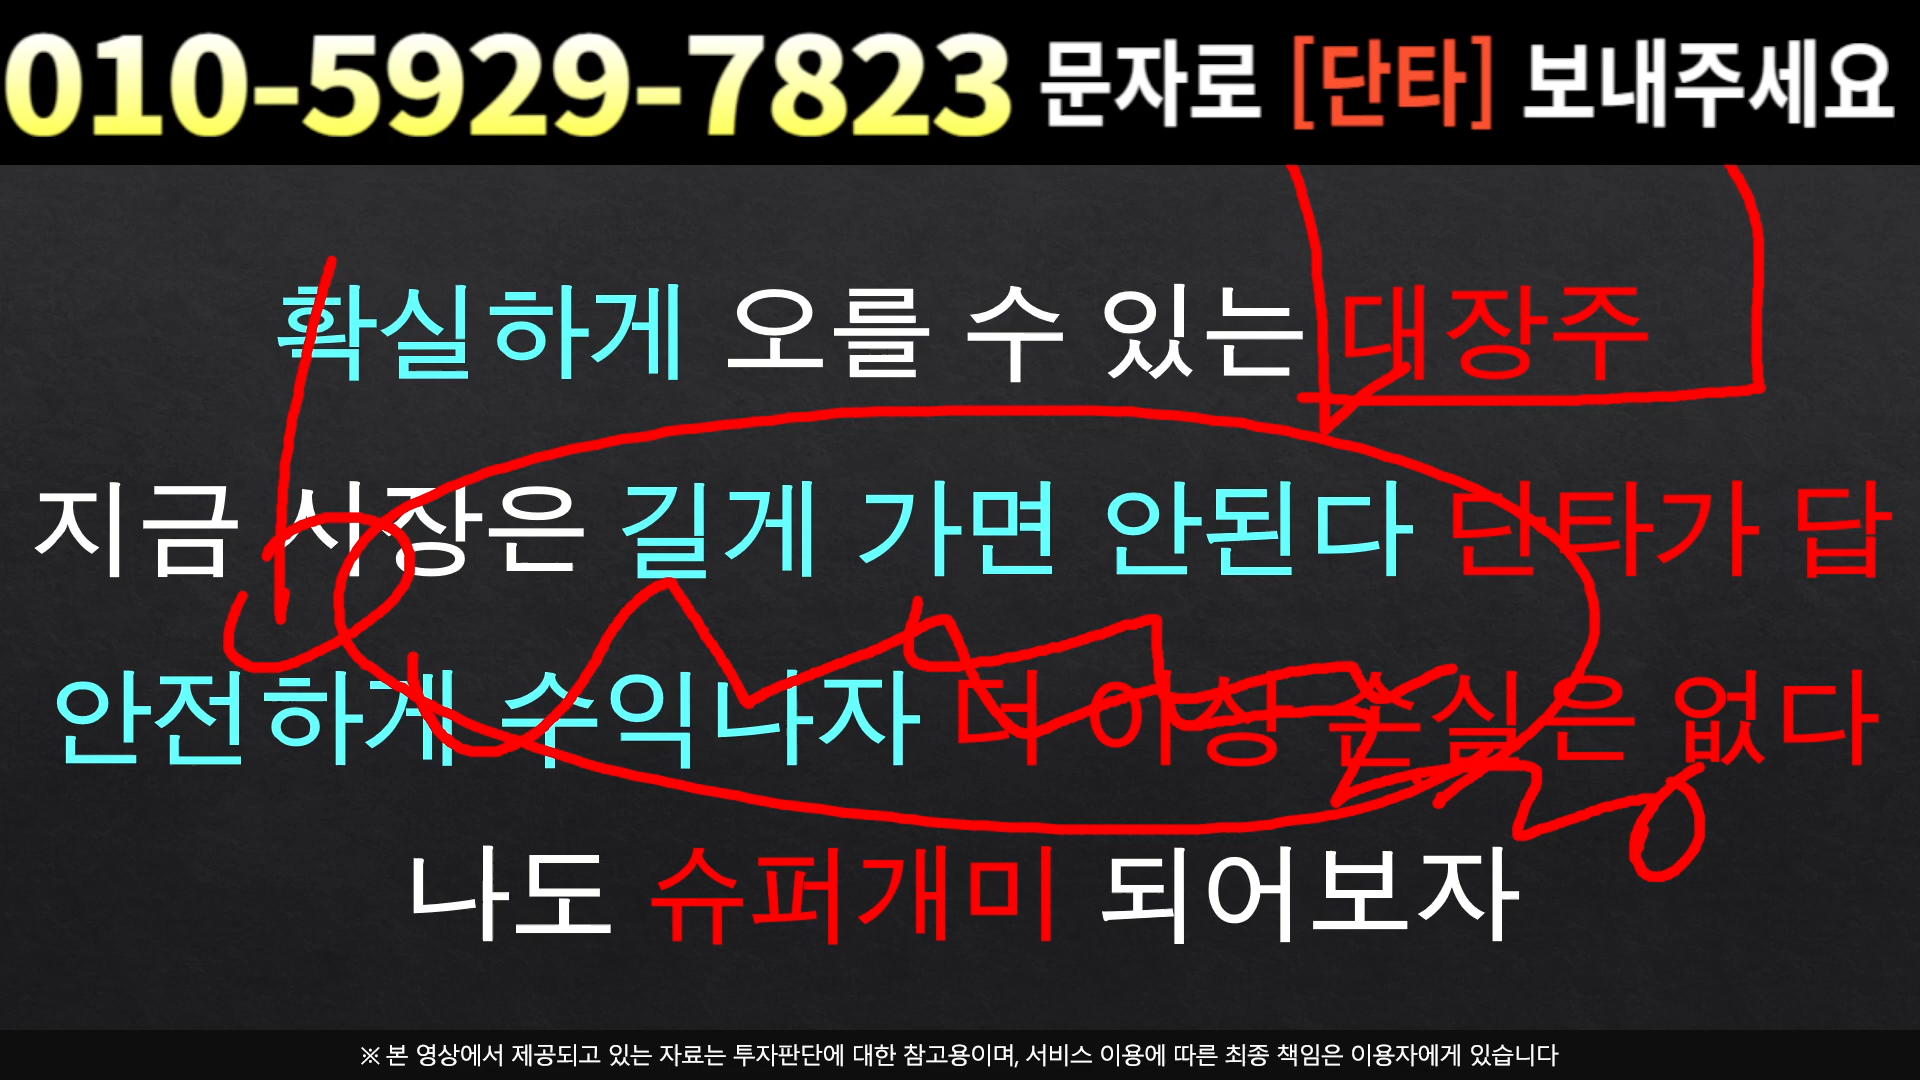 010-5929-7823 문자로 [단타] 보내주세요
확실하게 오를 수 있는 대장주
지금 시장은 길게 가면 안된다 단타가 답
안전하게 수익나자 더 이상 손실은 없다
나도 슈퍼개미 되어보자
※ 본 영상에서 제공되고 있는 자료는 투자판단에 대한 참고용이며, 서비스 이용에 따른 최종 책임은 이용자에게 있습니다